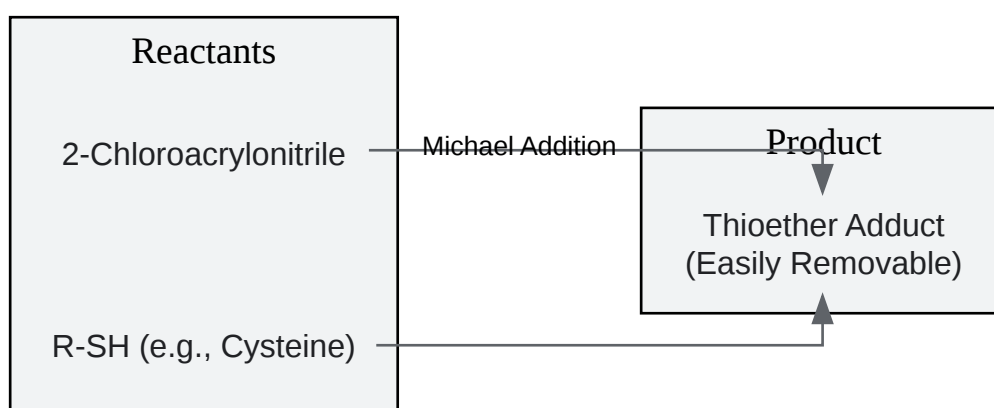 Reactants
2-Chloroacrylonitrile
R-SH (e.g., Cysteine)
Michael Addition
Product
Thioether Adduct
(Easily Removable)